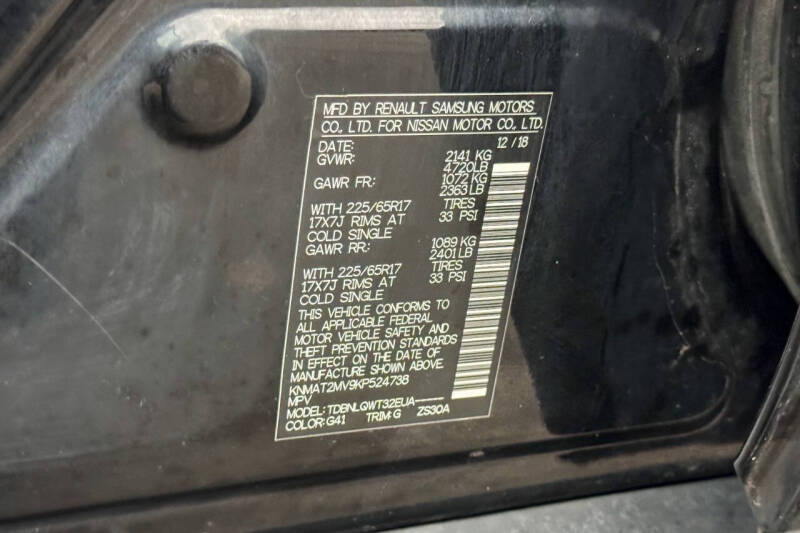 MFD BY RENAULT SAMSUNG MOTORS
CO., LTD. FOR NISSAN MOTOR CO., LTD.
DATE: 12 / 18
GVWR: 2141 KG
4720LB
GAWR FR: 1072 KG
2363 LB
WITH 225/65R17 TIRES
17X7J RIMS AT 33 PSI
COLD SINGLE
GAWR RR: 1089 KG
2401 LB
WITH 225/65R17 TIRES
17X7J RIMS AT 33 PSI
COLD SINGLE
THIS VEHICLE CONFORMS TO
ALL APPLICABLE FEDERAL
MOTOR VEHICLE SAFETY AND
THEFT PREVENTION STANDARDS
IN EFFECT ON THE DATE OF
MANUFACTURE SHOWN ABOVE.
KNMAT2MV9KP524738
MPV
MODEL: TDBNLQWT32EUA-----
COLOR: G41 TRIM: G ZS30A